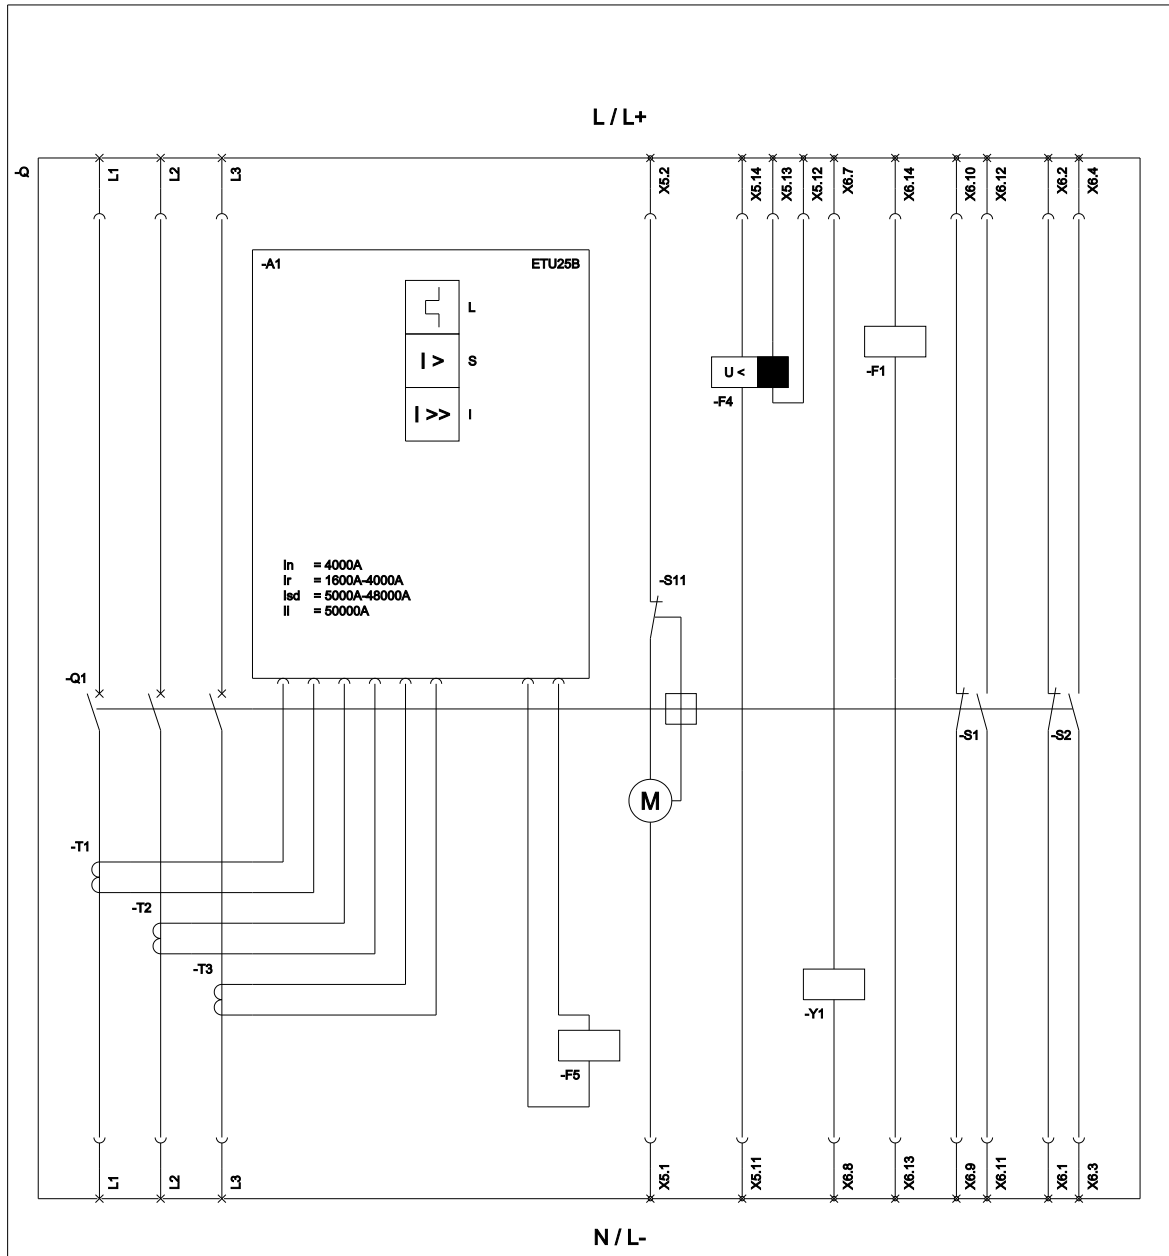 L / L+
-Q
L1
L2
L3
X5.2
X5.14
X5.13
X5.12
X6.7
X6.14
X6.10
X6.12
X6.2
X6.4
-A1
ETU25B
L
I >
S
I >>
I
U <
-F4
-F1
In = 4000A
Ir = 1600A-4000A
Isd = 5000A-48000A
Ii = 50000A
-S11
-Q1
-S1
-S2
M
-T1
-T2
-T3
-Y1
-F5
L1
L2
L3
X5.1
X5.11
X6.8
X6.13
X6.9
X6.11
X6.1
X6.3
N / L-